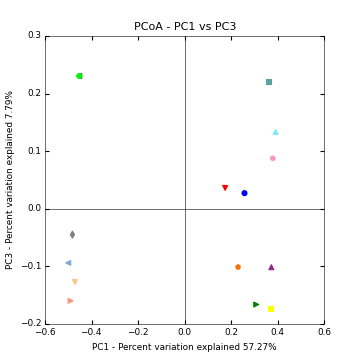 PCoA - PC1 vs PC3
0.3
0.2
0.1
0.0
−0.1
−0.2
PC3 - Percent variation explained 7.79%
−0.6 −0.4 −0.2 0.0 0.2 0.4 0.6
PC1 - Percent variation explained 57.27%